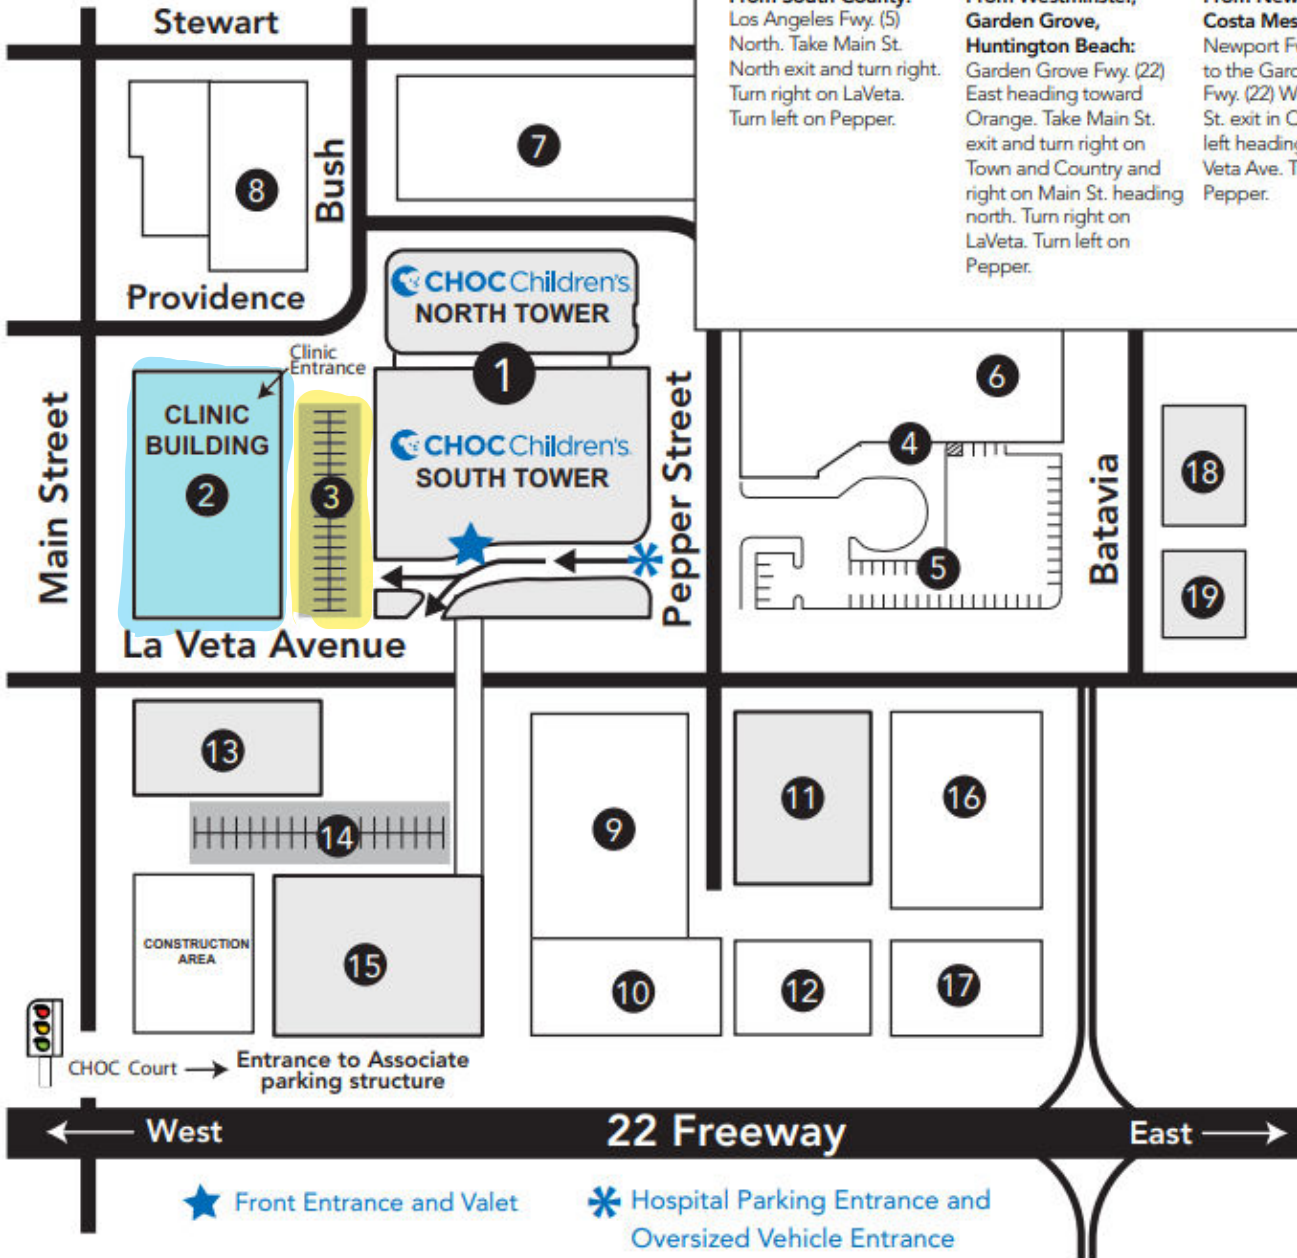 From South County:
Los Angeles Fwy. (5)
North. Take Main St.
North exit and turn right.
Turn right on LaVeta.
Turn left on Pepper.
From Westminster,
Garden Grove,
Huntington Beach:
Garden Grove Fwy. (22)
East heading toward
Orange. Take Main St.
exit and turn right on
Town and Country and
right on Main St. heading
north. Turn right on
LaVeta. Turn left on
Pepper.
From
Costa
Newport
to the
Fwy. (22)
St. exit in
left
Veta Ave.
Pepper.
Stewart
Bush
7
8
Providence
CHOC Children's.
NORTH TOWER
1
CHOC Children's.
SOUTH TOWER
Clinic
Entrance
CLINIC
BUILDING
2
3
Main Street
Pepper Street
6
4
5
Batavia
18
19
La Veta Avenue
13
14
9
11
16
CONSTRUCTION
AREA
15
10
12
17
CHOC Court
Entrance to Associate
parking structure
West
22 Freeway
East
Front Entrance and Valet
Hospital Parking Entrance and
Oversized Vehicle Entrance